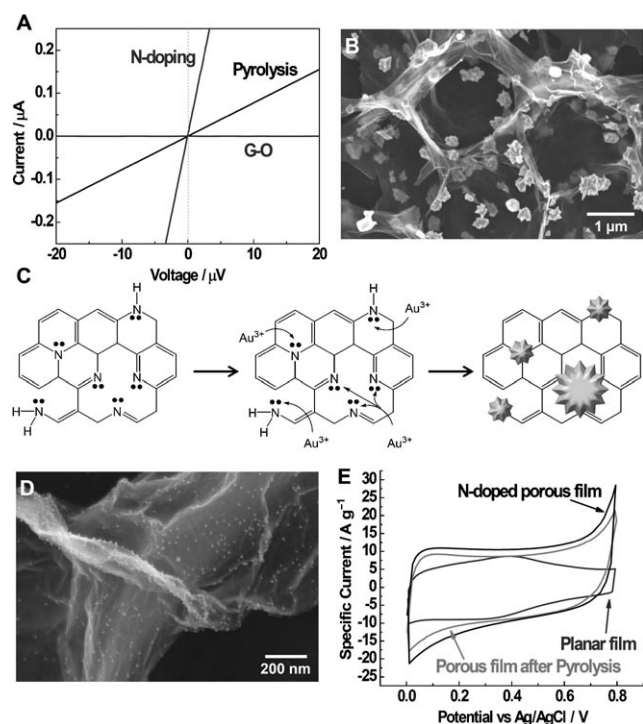 A
N-doping
Pyrolysis
G-O
Current / μA
0.2
0.1
0.0
-0.1
-0.2
-20
-10
0
10
20
Voltage / μV
B
1 μm
C
H
N
N
N
N
N
H
N
H
H
Au3+
Au3+
N
N
N
N
N
H
N
H
Au3+
Au3+
D
200 nm
E
N-doped porous film
Planar film
Porous film after Pyrolysis
Specific Current / A g-1
30
25
20
15
10
5
0
-5
-10
-15
-20
-25
0.0
0.2
0.4
0.6
0.8
Potential vs Ag/AgCl / V